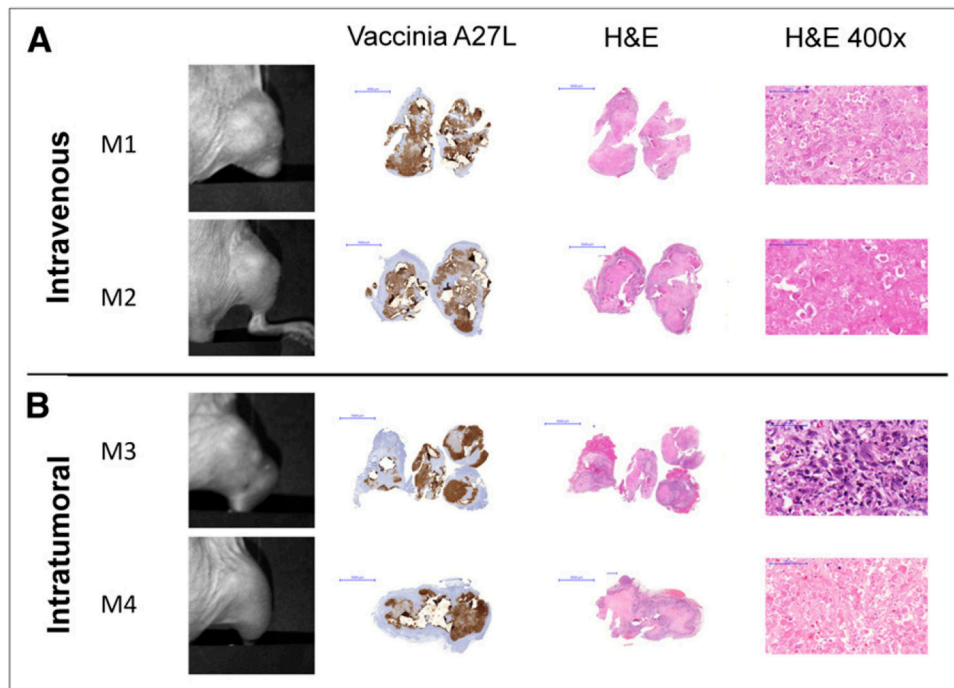 A
Vaccinia A27L H&E H&E 400x
Intravenous
M1
M2
B
Intratumoral
M3
M4